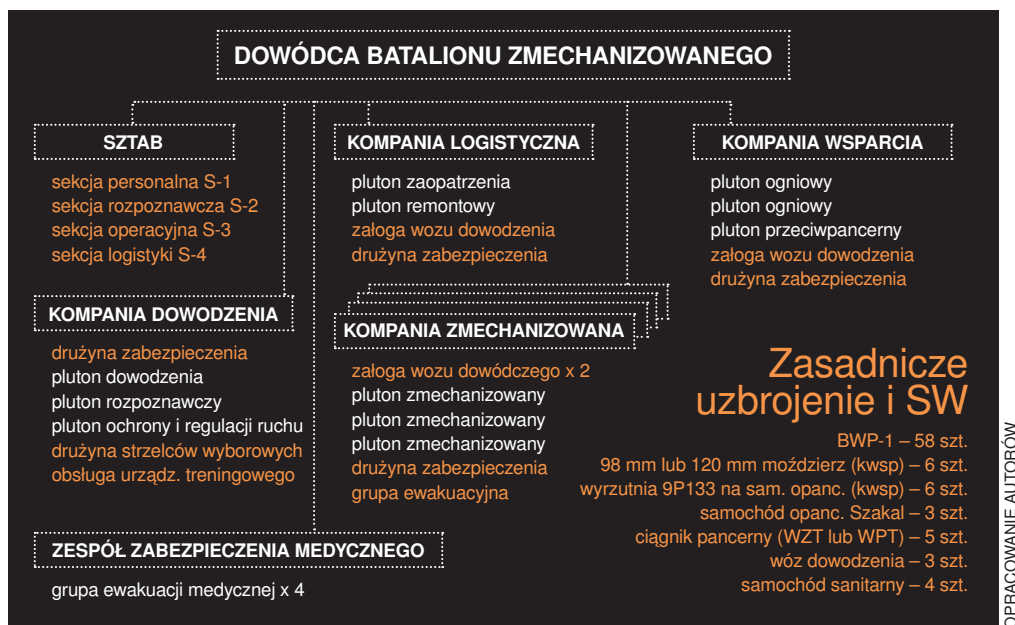 DOWÓDCA BATALIONU ZMECHANIZOWANEGO
SZTAB
sekcja personalna S-1
sekcja rozpoznawcza S-2
sekcja operacyjna S-3
sekcja logistyki S-4
KOMPANIA LOGISTYCZNA
pluton zaopatrzenia
pluton remontowy
załoga wozu dowodzenia
drużyna zabezpieczenia
KOMPANIA WSPARCIA
pluton ogniowy
pluton ogniowy
pluton przeciwpancerny
załoga wozu dowodzenia
drużyna zabezpieczenia
KOMPANIA DOWODZENIA
drużyna zabezpieczenia
pluton dowodzenia
pluton rozpoznawczy
pluton ochrony i regulacji ruchu
drużyna strzelców wyborowych
obsługa urządz. treningowego
KOMPANIA ZMECHANIZOWANA
załoga wozu dowódczego x 2
pluton zmechanizowany
pluton zmechanizowany
pluton zmechanizowany
drużyna zabezpieczenia
grupa ewakuacyjna
Zasadnicze
uzbrojenie i SW
BWP-1 – 58 szt.
98 mm lub 120 mm moździerz (kwsp) – 6 szt.
wyrzutnia 9P133 na sam. opanc. (kwsp) – 6 szt.
samochód opanc. Szakal – 3 szt.
ciągnik pancerny (WZT lub WPT) – 5 szt.
wóz dowodzenia – 3 szt.
samochód sanitarny – 4 szt.
ZESPÓŁ ZABEZPIECZENIA MEDYCZNEGO
grupa ewakuacji medycznej x 4
OPRACOWANIE AUTORÓW